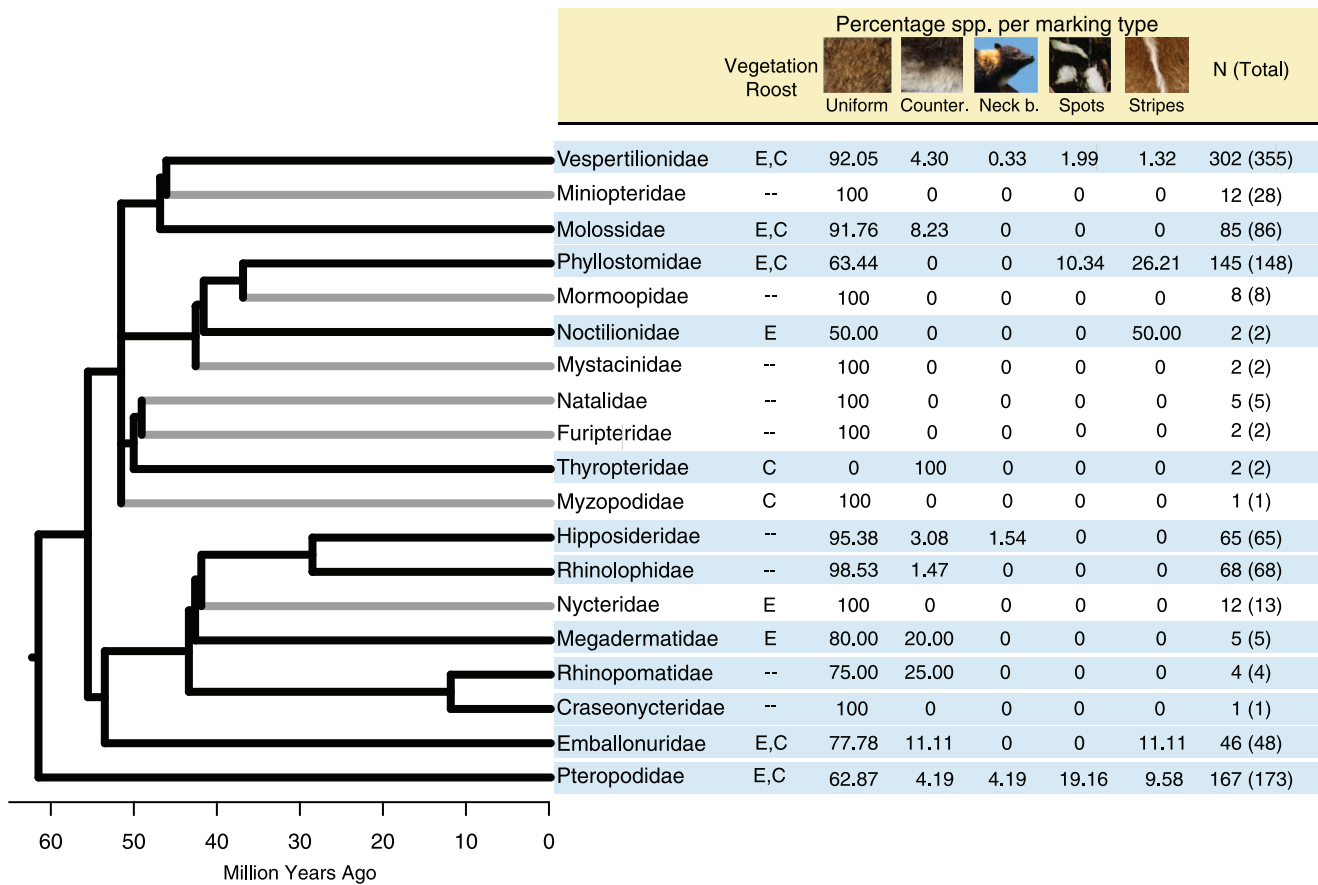 Percentage spp. per marking type
Vegetation Roost Uniform Counter. Neck b. Spots Stripes N (Total)
Vespertilionidae E,C 92.05 4.30 0.33 1.99 1.32 302 (355)
Miniopteridae -- 100 0 0 0 0 12 (28)
Molossidae E,C 91.76 8.23 0 0 0 85 (86)
Phyllostomidae E,C 63.44 0 0 10.34 26.21 145 (148)
Mormoopidae -- 100 0 0 0 0 8 (8)
Noctilionidae E 50.00 0 0 0 50.00 2 (2)
Mystacinidae -- 100 0 0 0 0 2 (2)
Natalidae -- 100 0 0 0 0 5 (5)
Furipteridae -- 100 0 0 0 0 2 (2)
Thyropteridae C 0 100 0 0 0 2 (2)
Myzopodidae C 100 0 0 0 0 1 (1)
Hipposideridae -- 95.38 3.08 1.54 0 0 65 (65)
Rhinolophidae -- 98.53 1.47 0 0 0 68 (68)
Nycteridae E 100 0 0 0 0 12 (13)
Megadermatidae E 80.00 20.00 0 0 0 5 (5)
Rhinopomatidae -- 75.00 25.00 0 0 0 4 (4)
Craseonycteridae -- 100 0 0 0 0 1 (1)
Emballonuridae E,C 77.78 11.11 0 0 11.11 46 (48)
Pteropodidae E,C 62.87 4.19 4.19 19.16 9.58 167 (173)
60 50 40 30 20 10 0
Million Years Ago